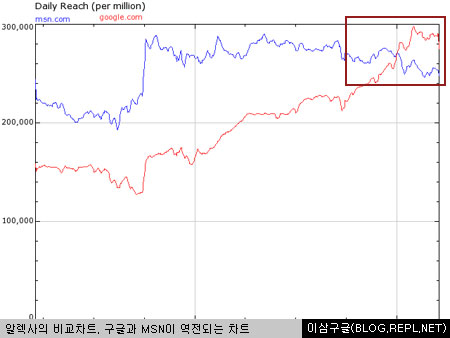 Daily Reach (per million)
msn.com google.com
300,000
200,000
100,000
0
알렉사의 비교차트, 구글과 MSN이 역전되는 차트
이삼구글(BLOG,REPL,NET)